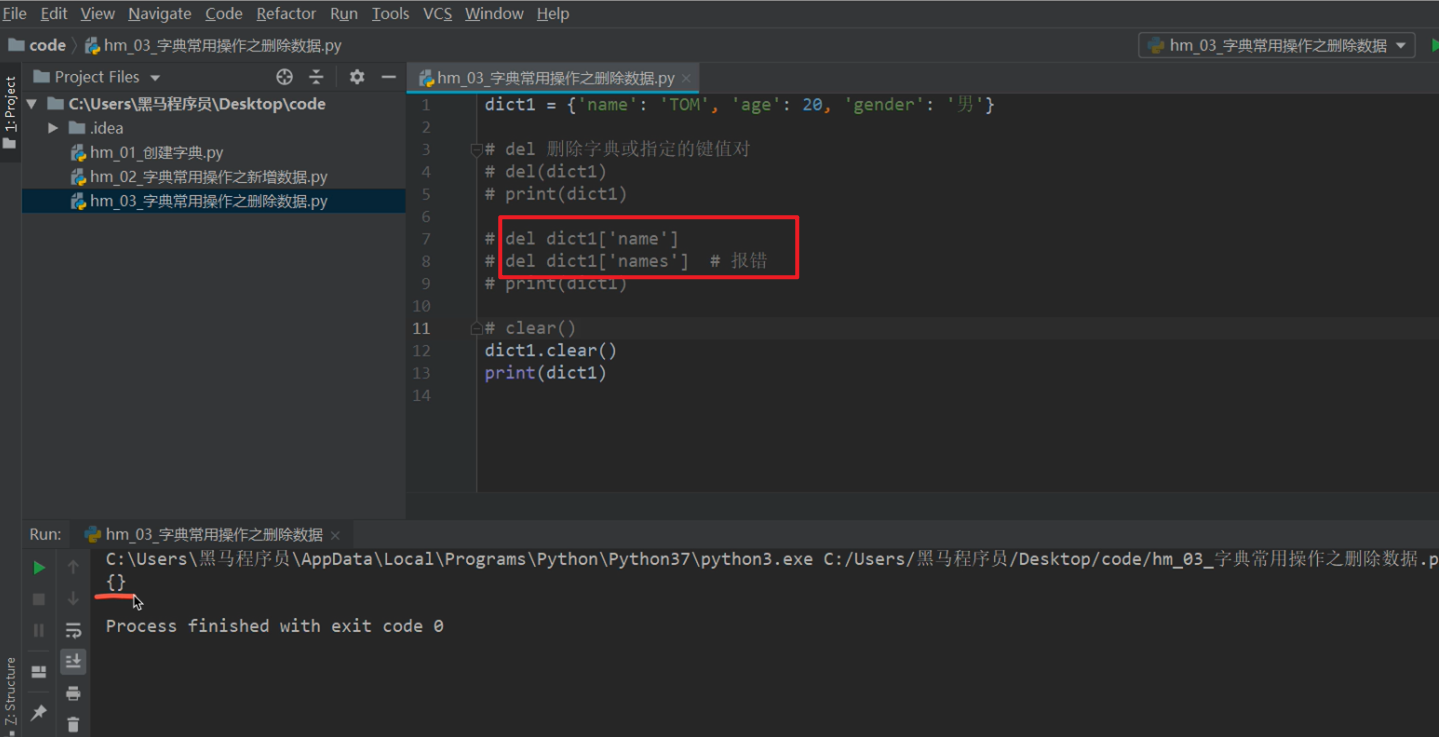 File Edit View Navigate Code Refactor Run Tools VCS Window Help
code hm_03_字典常用操作之删除数据.py
hm_03_字典常用操作之删除数据
1: Project
Project Files
C:\Users\黑马程序员\Desktop\code
.idea
hm_01_创建字典.py
hm_02_字典常用操作之新增数据.py
hm_03_字典常用操作之删除数据.py
hm_03_字典常用操作之删除数据.py
1 dict1 = {'name': 'TOM', 'age': 20, 'gender': '男'}
2
3 # del 删除字典或指定的键值对
4 # del(dict1)
5 # print(dict1)
6
7 # del dict1['name']
8 # del dict1['names']  # 报错
9 # print(dict1)
10
11 # clear()
12 dict1.clear()
13 print(dict1)
14
Run: hm_03_字典常用操作之删除数据
C:\Users\黑马程序员\AppData\Local\Programs\Python\Python37\python3.exe C:/Users/黑马程序员/Desktop/code/hm_03_字典常用操作之删除数据.p
{}
Process finished with exit code 0
Z: Structure